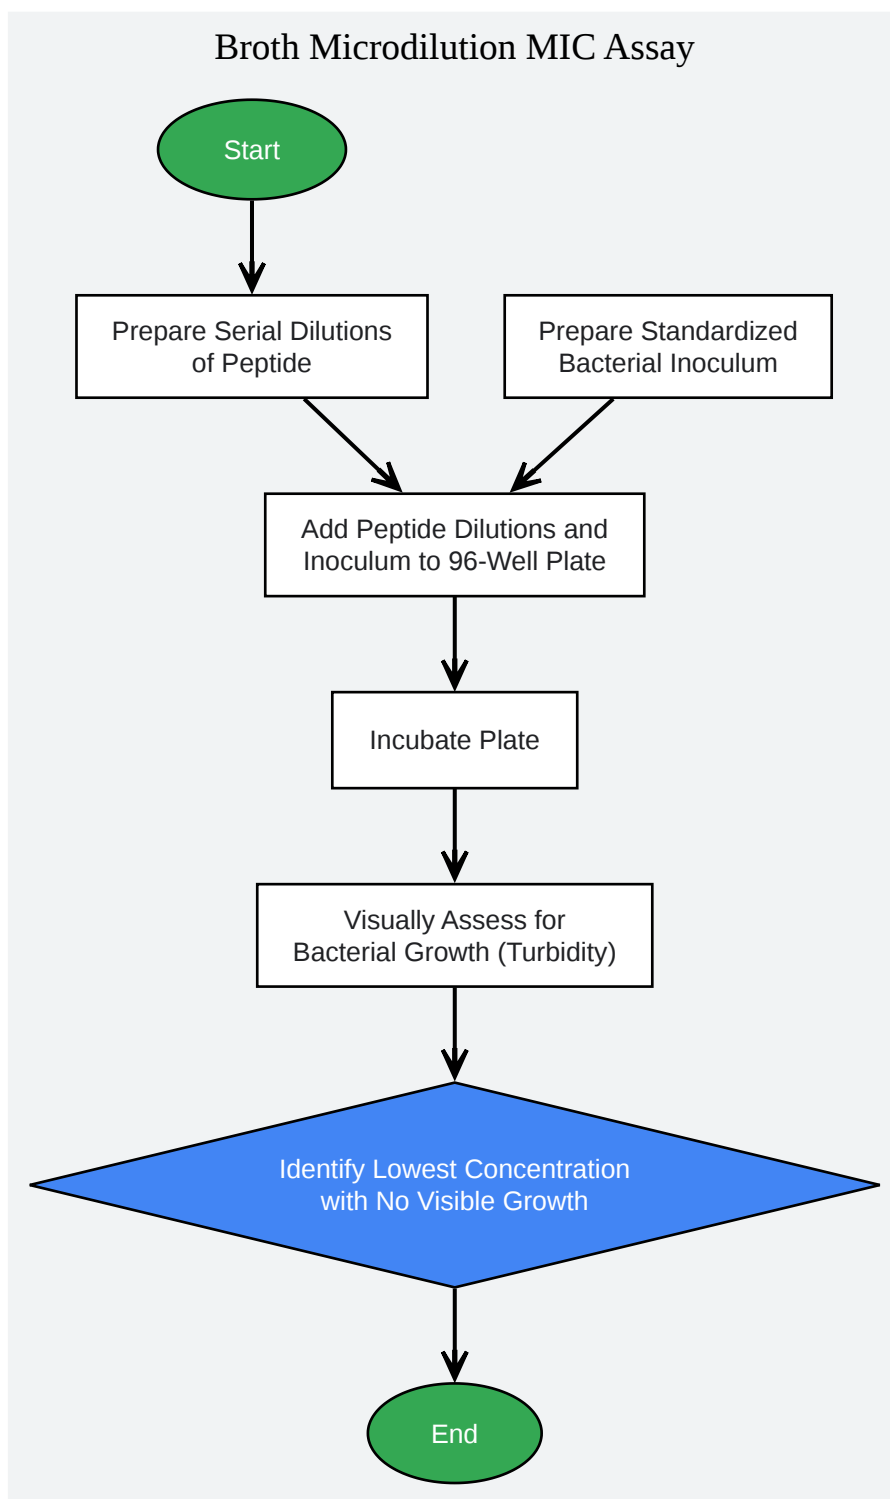 Broth Microdilution MIC Assay
Start
Prepare Serial Dilutions
of Peptide
Prepare Standardized
Bacterial Inoculum
Add Peptide Dilutions and
Inoculum to 96-Well Plate
Incubate Plate
Visually Assess for
Bacterial Growth (Turbidity)
Identify Lowest Concentration
with No Visible Growth
End